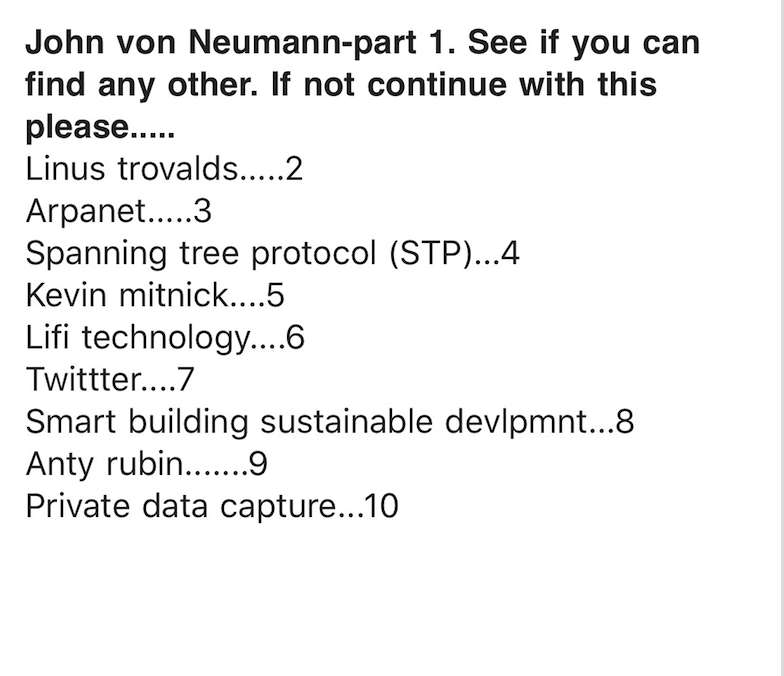 John von Neumann-part 1. See if you can
find any other. If not continue with this
please.....
Linus trovalds.....2
Arpanet.....3
Spanning tree protocol (STP)...4
Kevin mitnick....5
Lifi technology....6
Twittter....7
Smart building sustainable devlpmnt...8
Anty rubin.......9
Private data capture...10